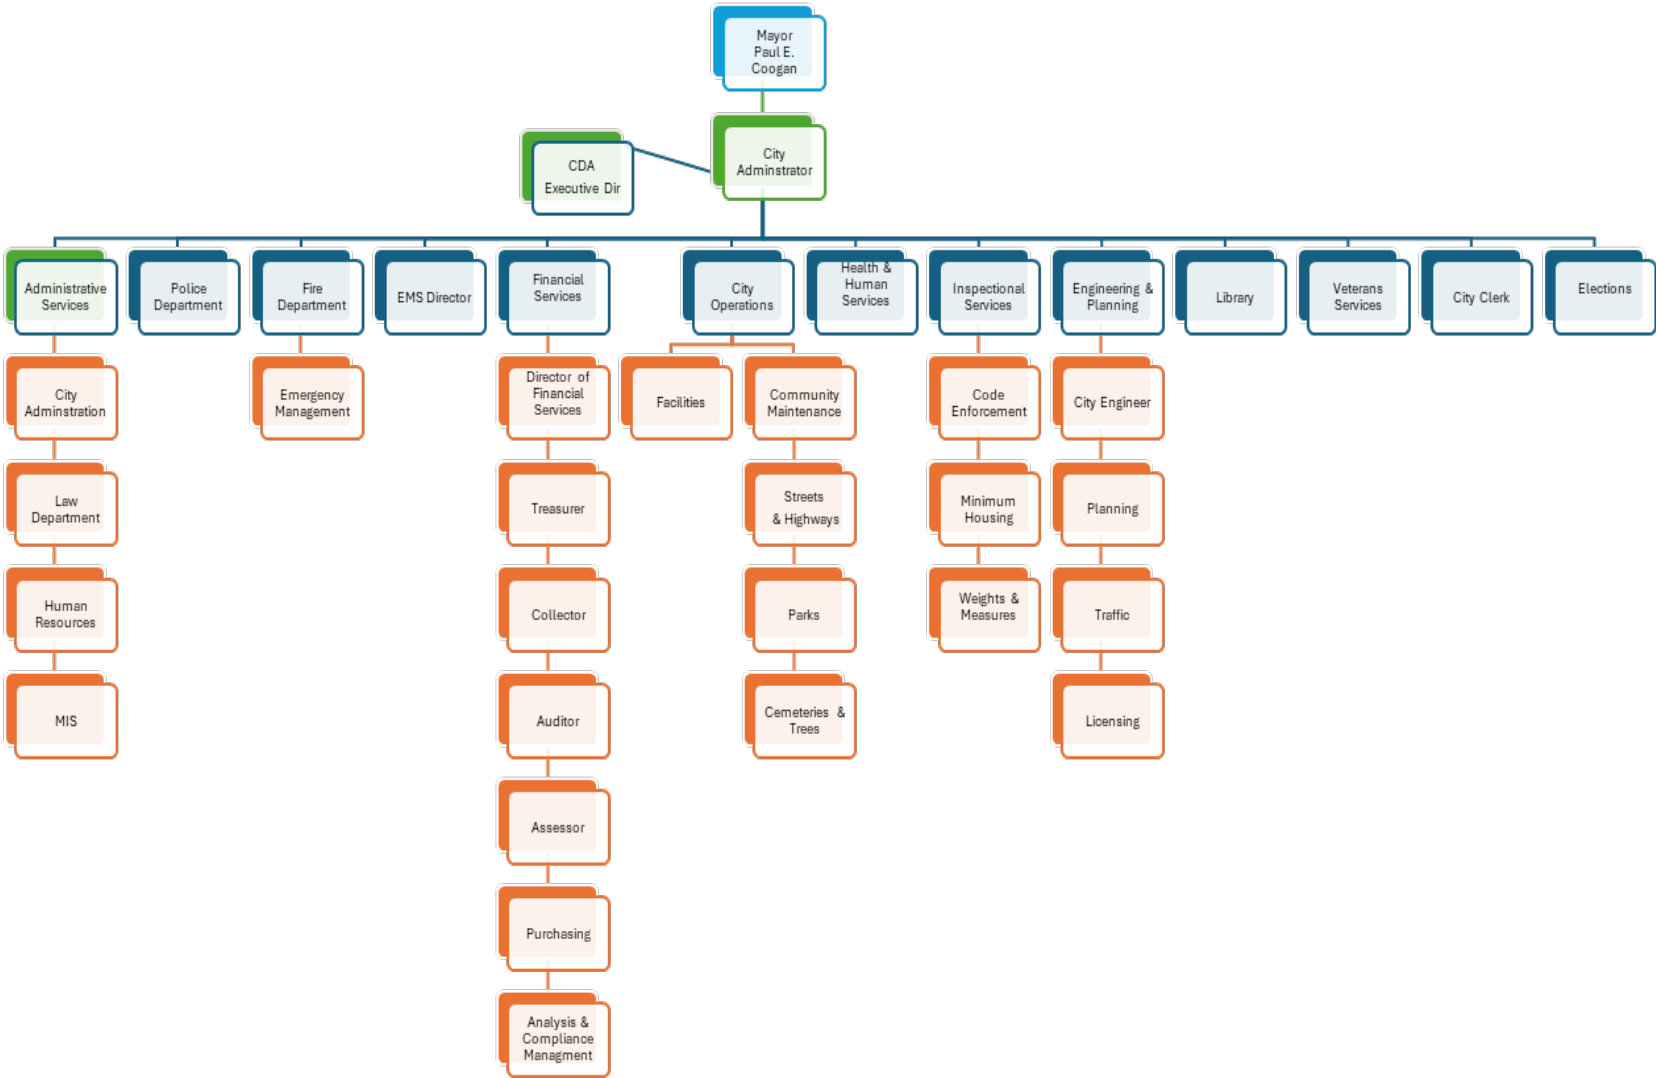 Mayor
Paul E.
Coogan
City
Adminstrator
CDA
Executive Dir
Administrative
Services
Police
Department
Fire
Department
EMS Director
Financial
Services
City
Operations
Health &
Human
Services
Inspectional
Services
Engineering &
Planning
Library
Veterans
Services
City Clerk
Elections
City
Adminstration
Emergency
Management
Director of
Financial
Services
Facilities
Community
Maintenance
Code
Enforcement
City Engineer
Law
Department
Treasurer
Streets
& Highways
Minimum
Housing
Planning
Human
Resources
Collector
Parks
Weights &
Measures
Traffic
MIS
Auditor
Cemeteries &
Trees
Licensing
Assessor
Purchasing
Analysis &
Compliance
Managment